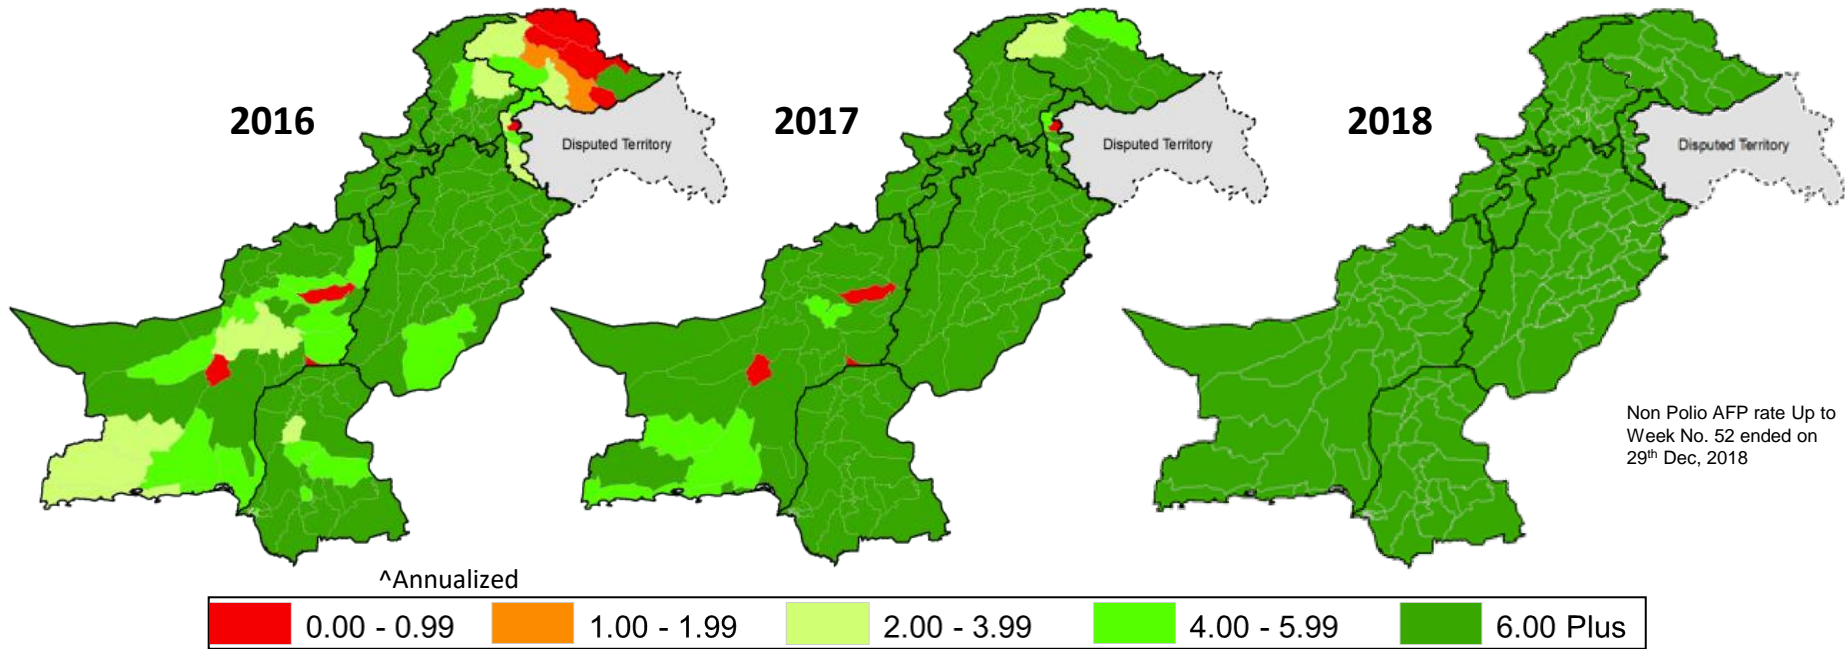 2016
2017
2018
Disputed Territory
Disputed Territory
Disputed Territory
Non Polio AFP rate Up to
Week No. 52 ended on
29th Dec, 2018
^Annualized
0.00 - 0.99
1.00 - 1.99
2.00 - 3.99
4.00 - 5.99
6.00 Plus